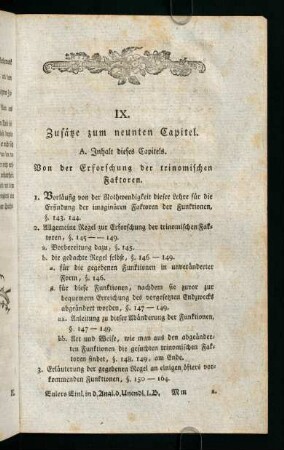 IX.
Zusätze zum neunten Capitel.
A. Inhalt dieses Capitels.
Von der Erforschung der trinomischen
Faktoren.
1. Vorläufig von der Nothwendigkeit dieser Lehre für die
Erfindung der imaginären Faktoren der Funktionen,
§. 143. 144.
2. Allgemeine Regel zur Erforschung der trinomischen Fak-
toren, §. 145 — 149.
a. Vorbereitung dazu, §. 145.
b. die gedachte Regel selbst, §. 146 — 149.
α. für die gegebenen Funktionen in unveränderter
Form, §. 146.
β. für diese Funktionen, nachdem sie zuvor zur
bequemern Erreichung des vorgesetzten Endzwecks
abgeändert worden, §. 147 — 149.
αα. Anleitung zu dieser Abänderung der Funktionen,
§. 147 — 149.
bb. Art und Weise, wie man aus den abgeänder-
ten Funktionen die gesuchten trinomischen Fak-
toren findet, §. 148. 149. am Ende.
3. Erläuterung der gegebenen Regel an einigen öfters vor-
kommenden Funktionen, §. 150 — 164.
Eulers Einl. in d. Anal. d. Unendl. I. B. Mm